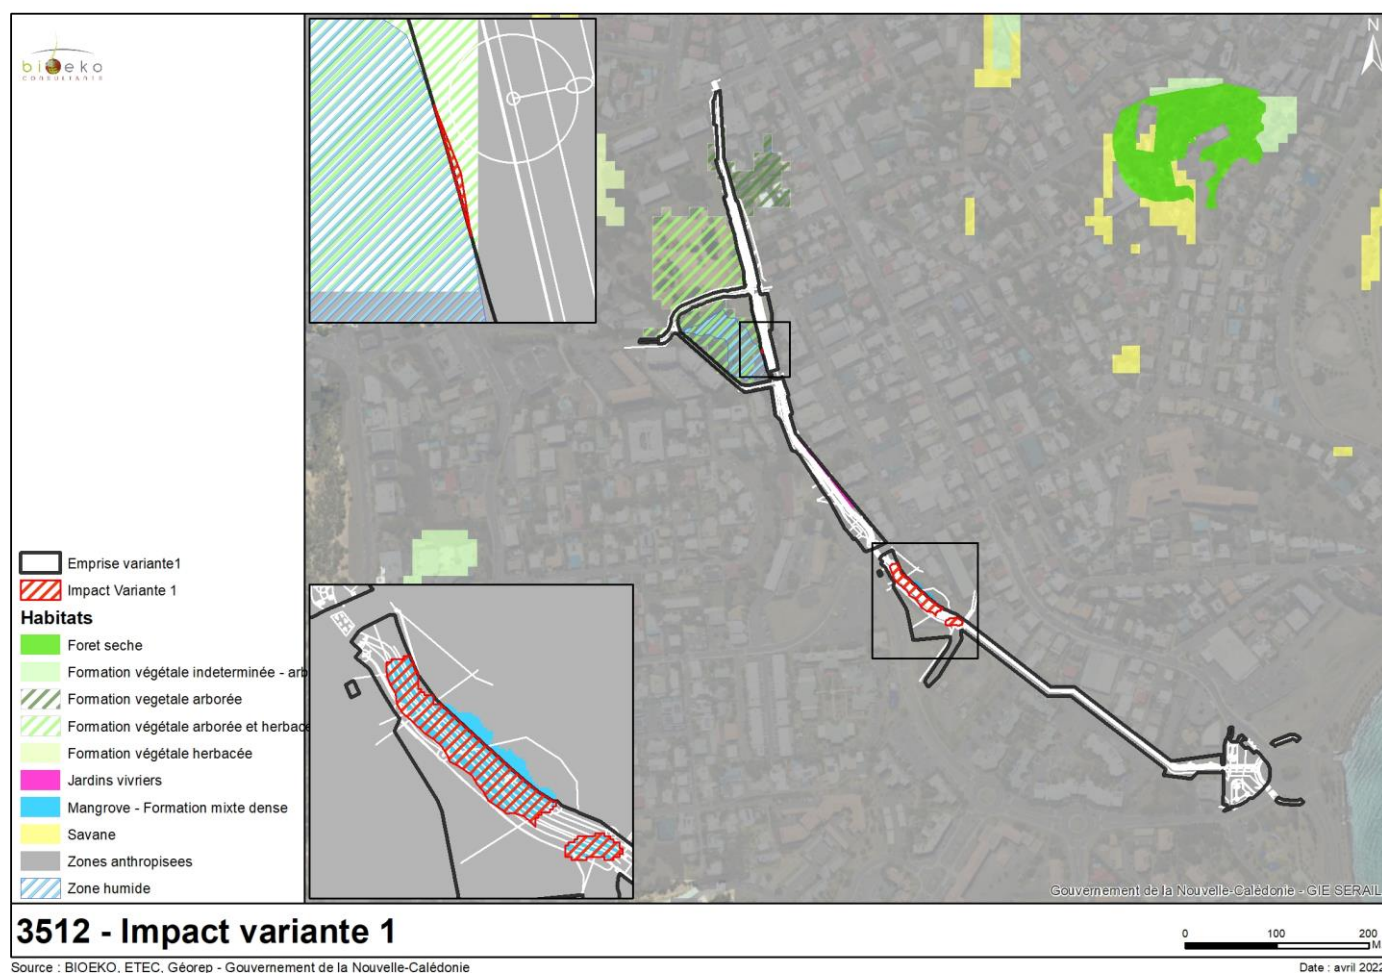 bioeko
CONSULTANTS
N
Emprise variante1
Impact Variante 1
Habitats
Foret seche
Formation végétale indeterminée - arb
Formation vegetale arborée
Formation végétale arborée et herbacé
Formation végétale herbacée
Jardins vivriers
Mangrove - Formation mixte dense
Savane
Zones anthropisees
Zone humide
Gouvernement de la Nouvelle-Calédonie - GIE SERAIL
3512 - Impact variante 1
0 100 200
M
Source : BIOEKO, ETEC, Géorep - Gouvernement de la Nouvelle-Calédonie
Date : avril 2022